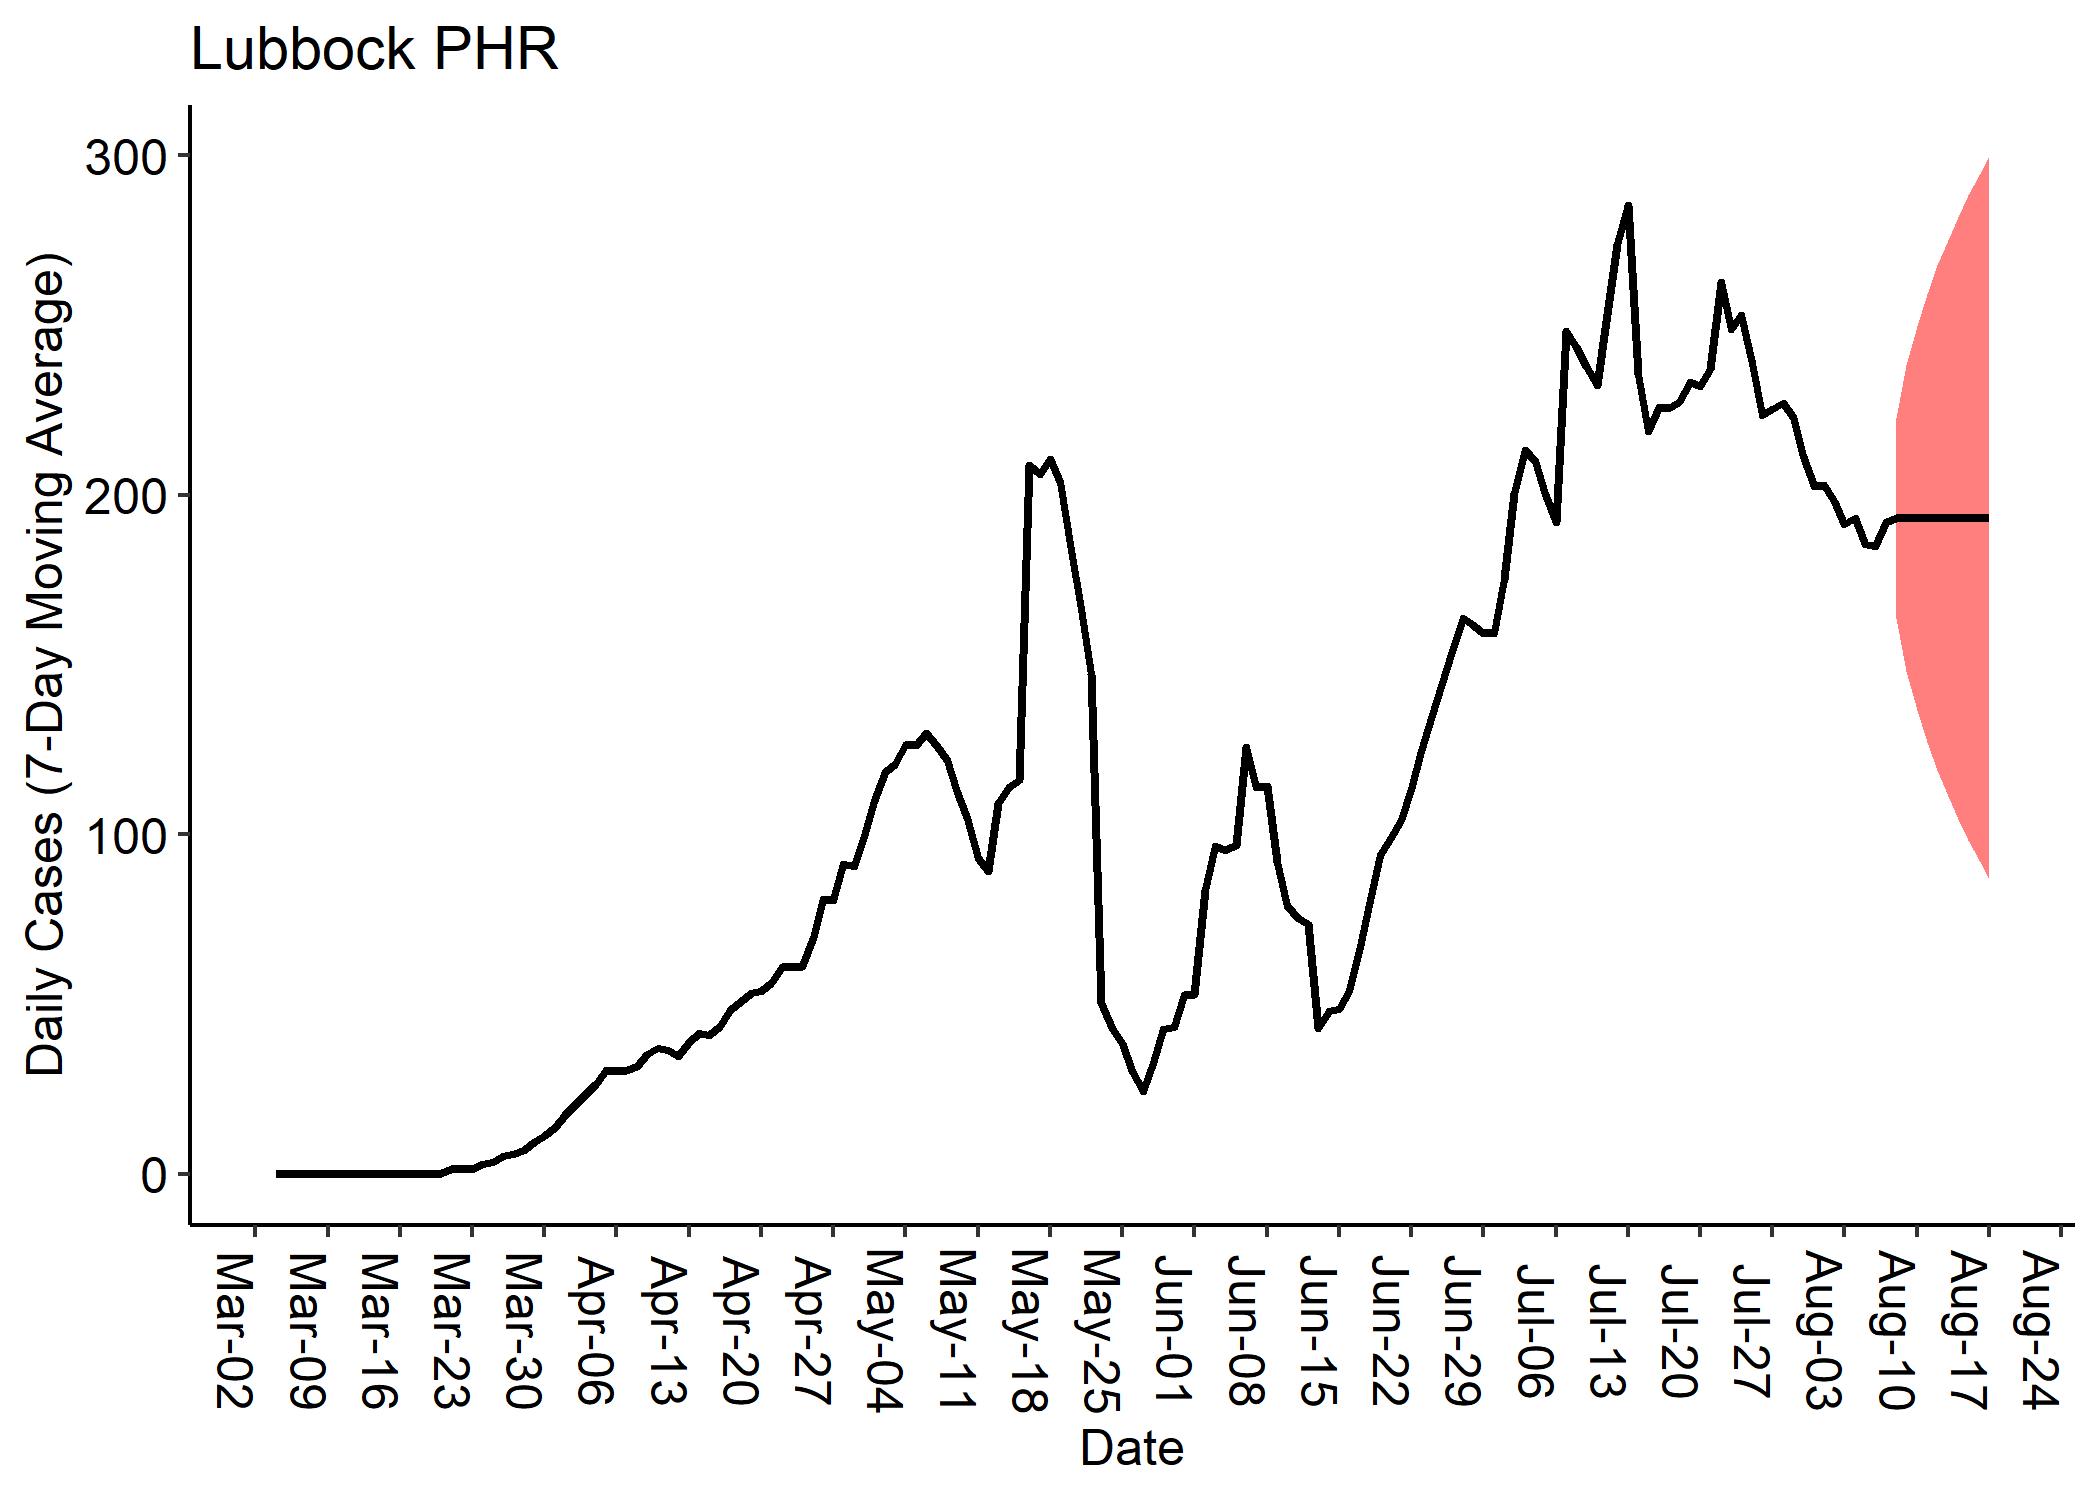 Lubbock PHR
Daily Cases (7-Day Moving Average)
300
200
100
0
Mar-02
Mar-09
Mar-16
Mar-23
Mar-30
Apr-06
Apr-13
Apr-20
Apr-27
May-04
May-11
May-18
May-25
Jun-01
Jun-08
Jun-15
Jun-22
Jun-29
Jul-06
Jul-13
Jul-20
Jul-27
Aug-03
Aug-10
Aug-17
Aug-24
Date